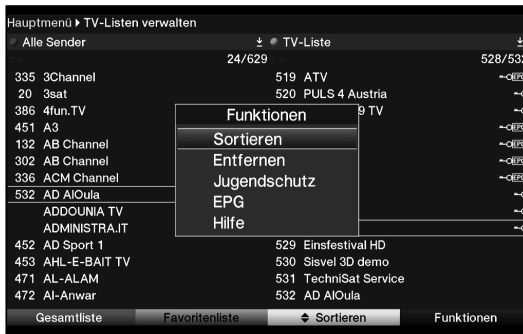 Hauptmenü ▸ TV-Listen verwalten
Alle Sender
TV-Liste
24/629
528/532
335 3Channel
519 ATV
20 3sat
520 PULS 4 Austria
386 4fun.TV
9 TV
451 A3
132 AB Channel
302 AB Channel
336 ACM Channel
532 AD AlOula
ADDOUNIA TV
ADMINISTRA.IT
452 AD Sport 1
529 Einsfestival HD
453 AHL-E-BAIT TV
530 Sisvel 3D demo
471 AL-ALAM
531 TechniSat Service
472 Al-Anwar
532 AD AlOula
Funktionen
Sortieren
Entfernen
Jugendschutz
EPG
Hilfe
Gesamtliste
Favoritenliste
Sortieren
Funktionen